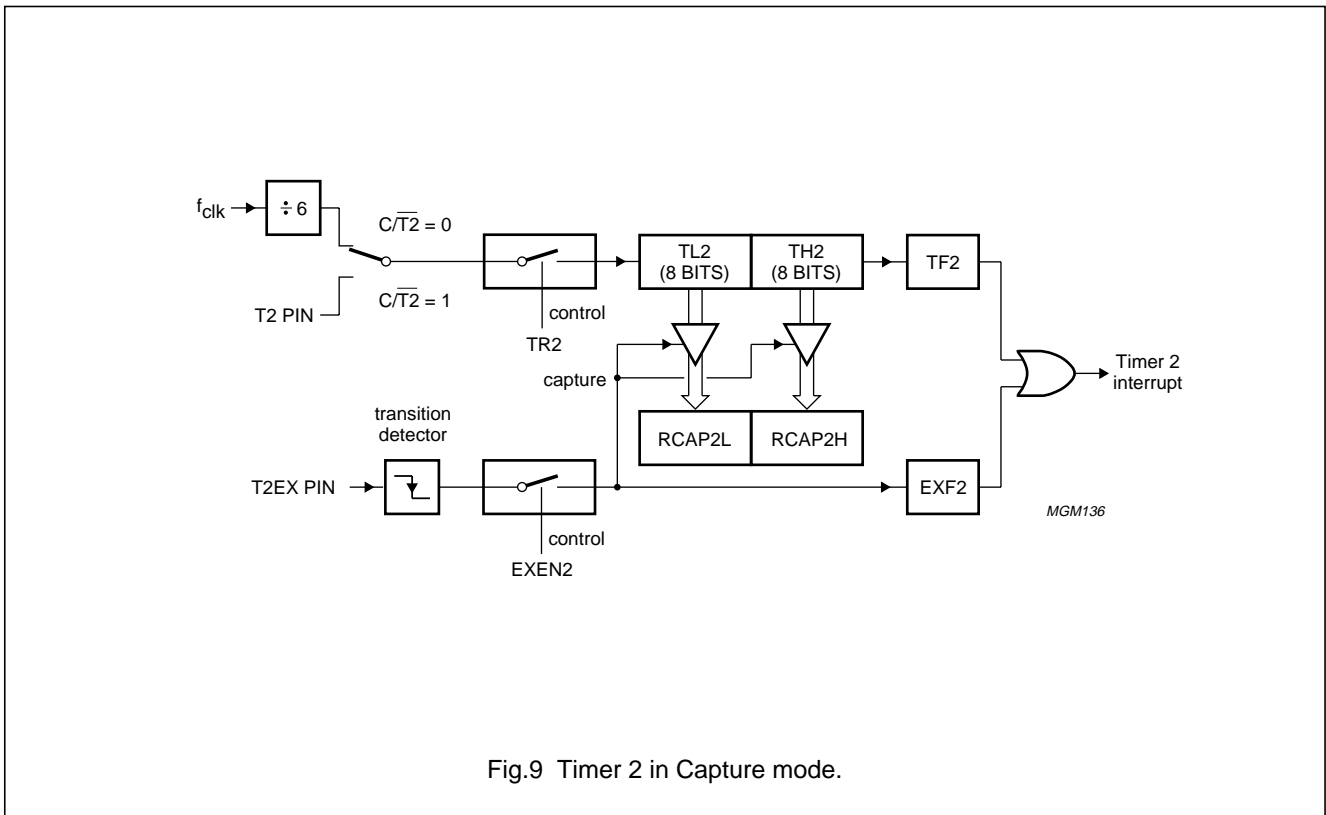 fclk
÷ 6
C/T2 = 0
C/T2 = 1
T2 PIN
control
TR2
TL2
(8 BITS)
TH2
(8 BITS)
TF2
capture
RCAP2L
RCAP2H
Timer 2
interrupt
transition
detector
T2EX PIN
control
EXEN2
EXF2
MGM136
Fig.9 Timer 2 in Capture mode.